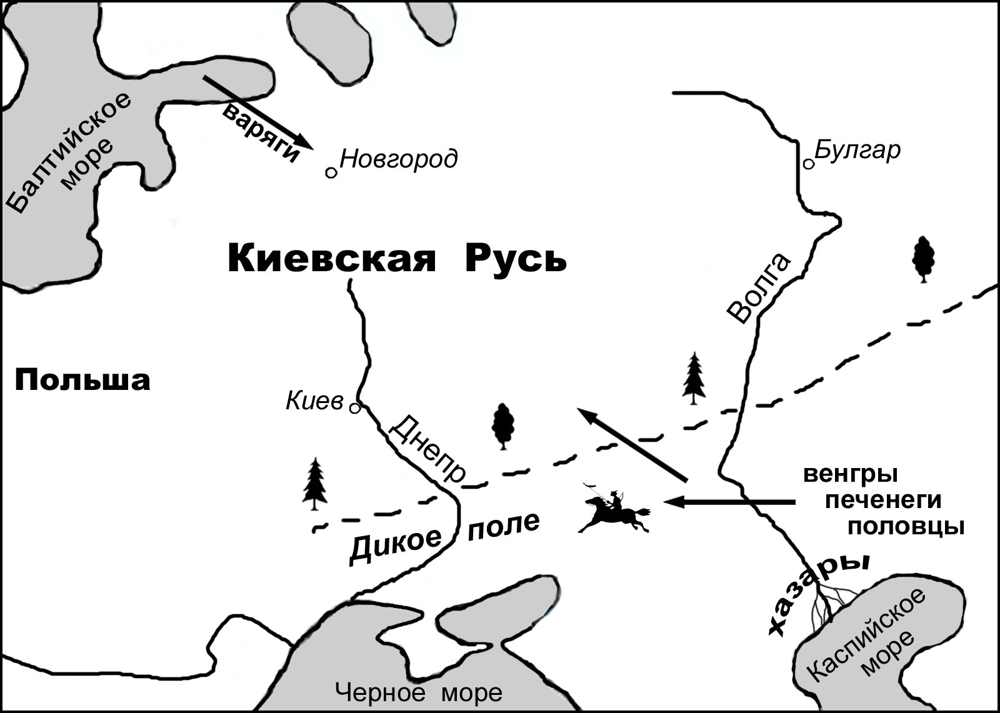 Балтийское
море
варяги
Новгород
Булгар
Киевская Русь
Волга
Польша
Киев
Днепр
венгры
печенеги
половцы
Дикое поле
хазары
Каспийское
море
Черное море